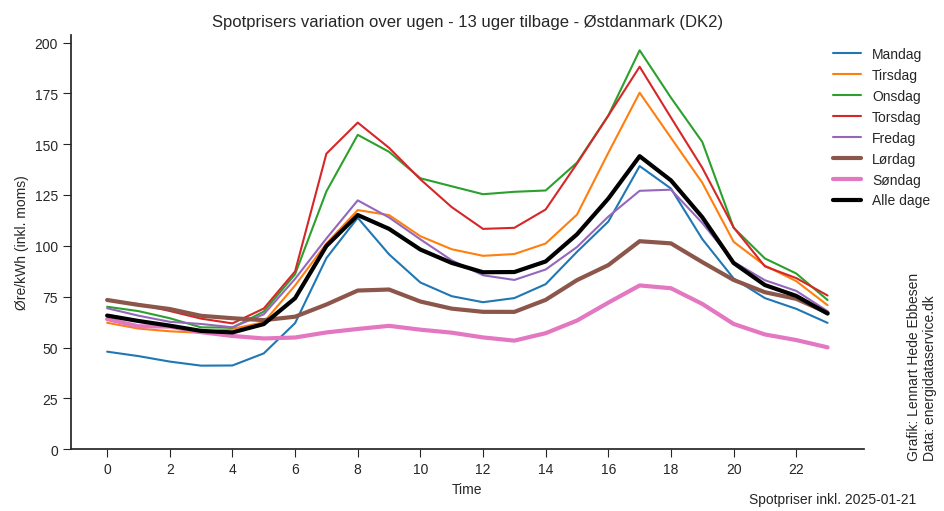 Spotprisers variation over ugen - 13 uger tilbage - Østdanmark (DK2)
Øre/kWh (inkl. moms)
200
175
150
125
100
75
50
25
0
0 2 4 6 8 10 12 14 16 18 20 22
Time
Mandag
Tirsdag
Onsdag
Torsdag
Fredag
Lørdag
Søndag
Alle dage
Grafik: Lennart Hede Ebbesen
Data: energidataservice.dk
Spotpriser inkl. 2025-01-21